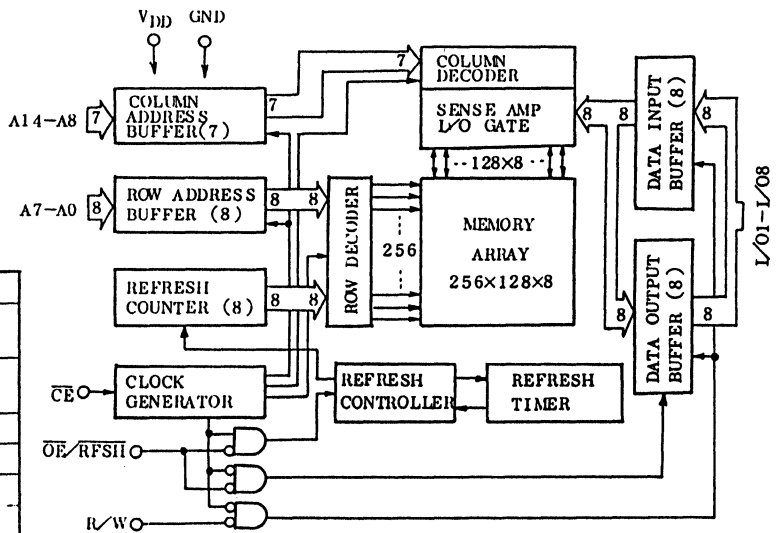 VDD GND
A14-A8
7
COLUMN
ADDRESS
BUFFER(7)
7
7
COLUMN
DECODER
SENSE AMP
I/O GATE
8
8
DATA INPUT
BUFFER (8)
8
A7-A0
8
ROW ADDRESS
BUFFER (8)
8
8
ROW DECODER
256
128×8
MEMORY
ARRAY
256×128×8
I/O1-I/O8
REFRESH
COUNTER (8)
8
8
8
DATA OUTPUT
BUFFER (8)
8
CE
CLOCK
GENERATOR
REFRESH
CONTROLLER
REFRESH
TIMER
OE/RFSH
R/W